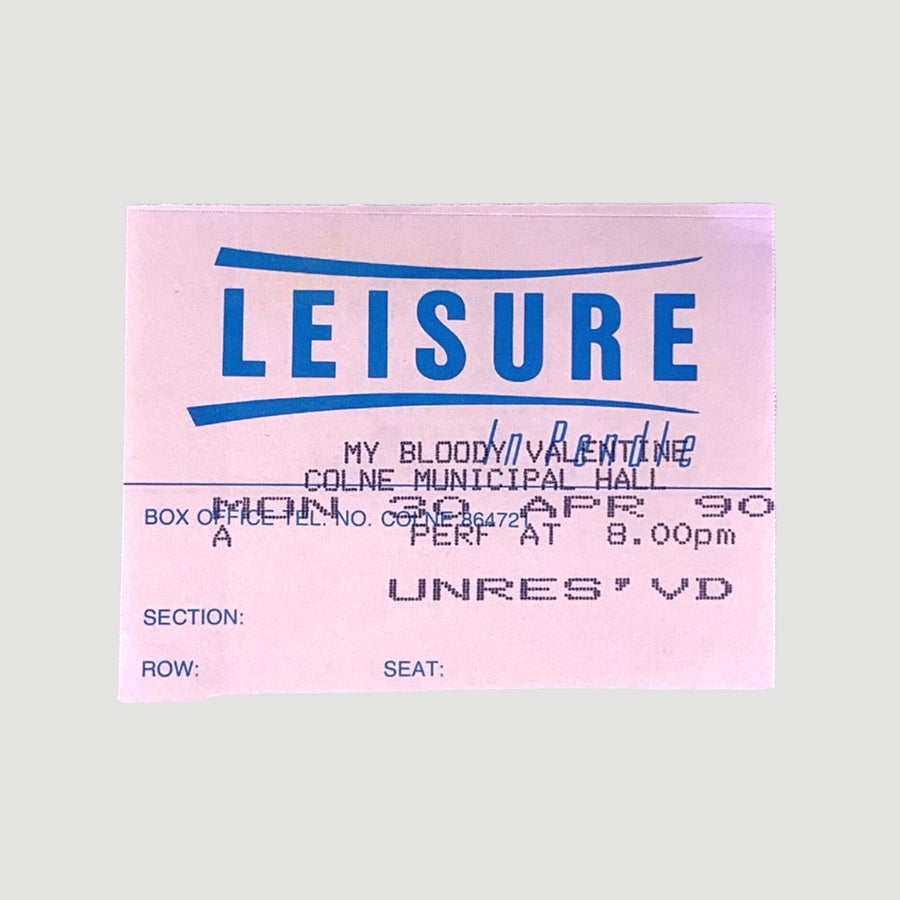 LEISURE
In Pendle
MY BLOODY VALENTINE
COLNE MUNICIPAL HALL
MON 30 APR 90
BOX OFFICE TEL. NO. COLNE 864721
A PERF AT 8.00pm
UNRES'VD
SECTION:
ROW: SEAT: